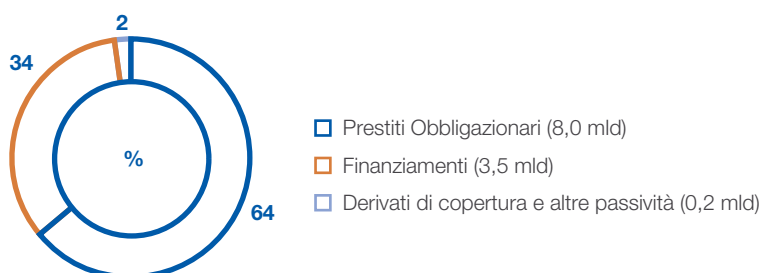 2
34
%
64
Prestiti Obbligazionari (8,0 mld)
Finanziamenti (3,5 mld)
Derivati di copertura e altre passività (0,2 mld)